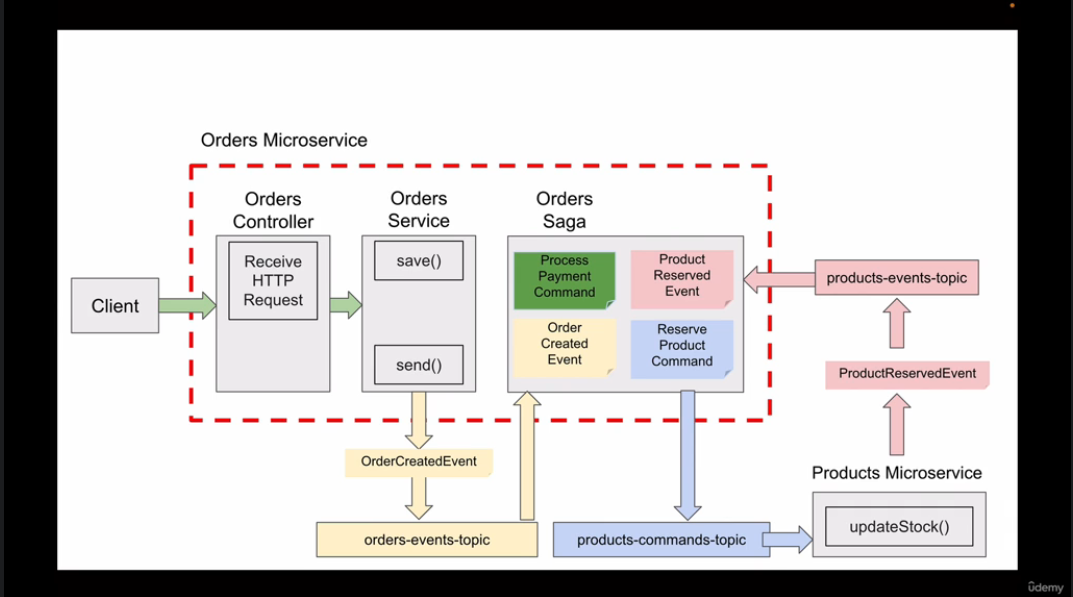 Orders Microservice
Orders
Controller
Orders
Service
Orders
Saga
Receive
HTTP
Request
save()
send()
Process
Payment
Command
Product
Reserved
Event
Order
Created
Event
Reserve
Product
Command
Client
products-events-topic
ProductReservedEvent
Products Microservice
updateStock()
OrderCreatedEvent
orders-events-topic
products-commands-topic
ûdemy